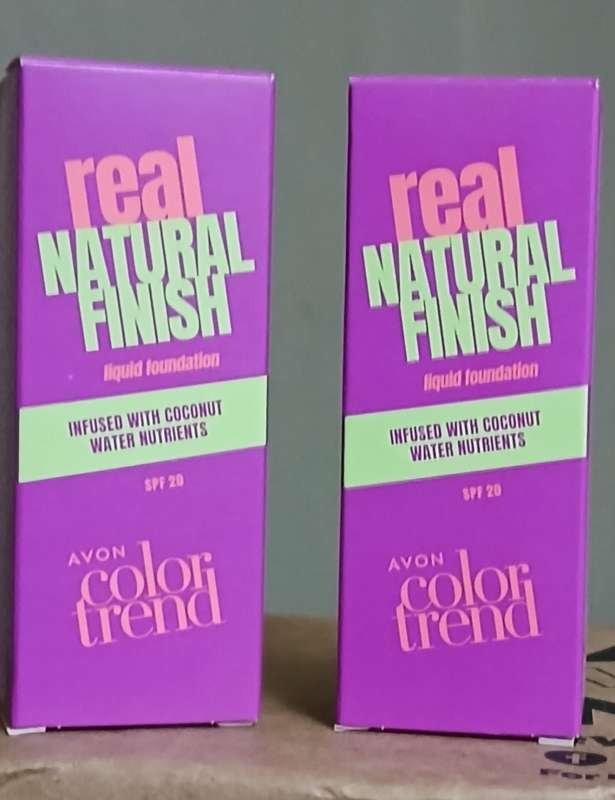 real
NATURAL
FINISH
liquid foundation
INFUSED WITH COCONUT
WATER NUTRIENTS
SPF 20
AVON
color
trend
real
NATURAL
FINISH
liquid foundation
INFUSED WITH COCONUT
WATER NUTRIENTS
SPF 20
AVON
color
trend